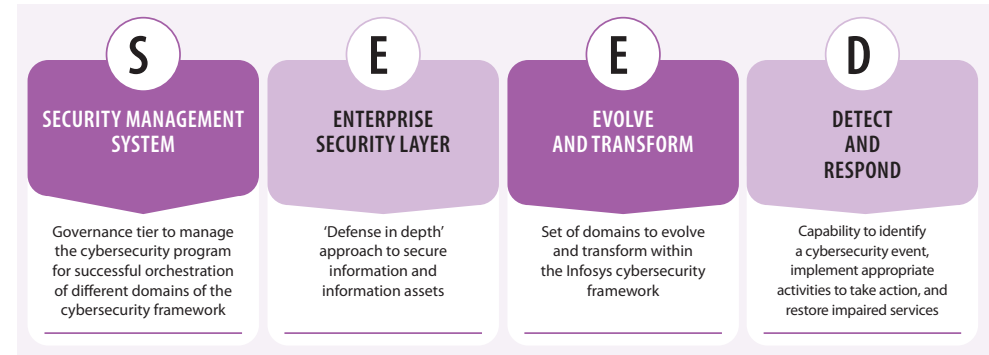 S
SECURITY MANAGEMENT
SYSTEM
Governance tier to manage
the cybersecurity program
for successful orchestration
of different domains of the
cybersecurity framework
E
ENTERPRISE
SECURITY LAYER
‘Defense in depth’
approach to secure
information and
information assets
E
EVOLVE
AND TRANSFORM
Set of domains to evolve
and transform within
the Infosys cybersecurity
framework
D
DETECT
AND
RESPOND
Capability to identify
a cybersecurity event,
implement appropriate
activities to take action, and
restore impaired services